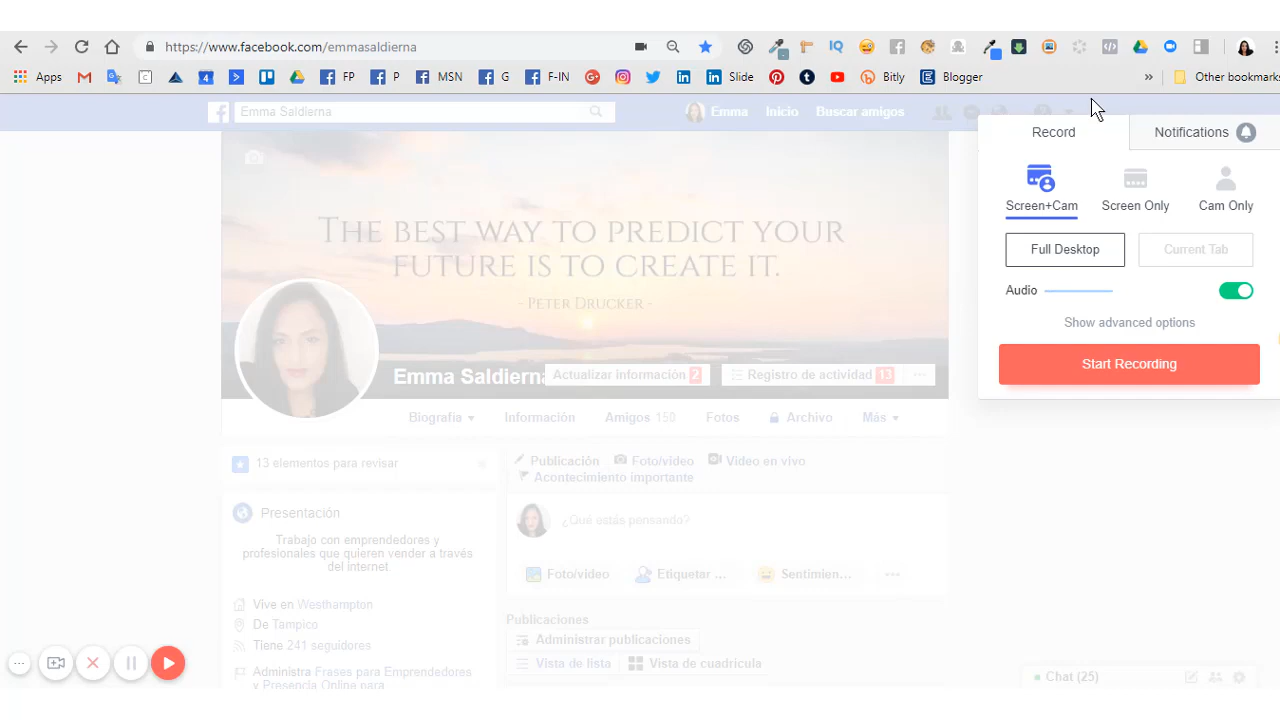 https://www.facebook.com/emmasaldierna
IQ
Apps
4
FP
P
MSN
G
F-IN
Slide
Bitly
Blogger
»
Other bookmarks
Emma Saldierna
Emma
Inicio
Buscar amigos
Record
Notifications
Screen+Cam
Screen Only
Cam Only
Full Desktop
Current Tab
Audio
Show advanced options
Start Recording
THE BEST WAY TO PREDICT YOUR
FUTURE IS TO CREATE IT.
- PETER DRUCKER -
Emma Saldierna
Actualizar información 2
Registro de actividad 13
Biografía
Información
Amigos 150
Fotos
Archivo
Más
13 elementos para revisar
Publicación
Foto/video
Video en vivo
Acontecimiento importante
Presentación
Trabajo con emprendedores y
profesionales que quieren vender a través
del internet
¿Qué estás pensando?
Foto/video
Etiquetar ...
Sentimien...
Vive en Westhampton
De Tampico
Tiene 241 seguidores
Administra Frases para Emprendedores
y Presencia Online para
Publicaciones
Administrar publicaciones
Vista de lista
Vista de cuadrícula
Chat (25)